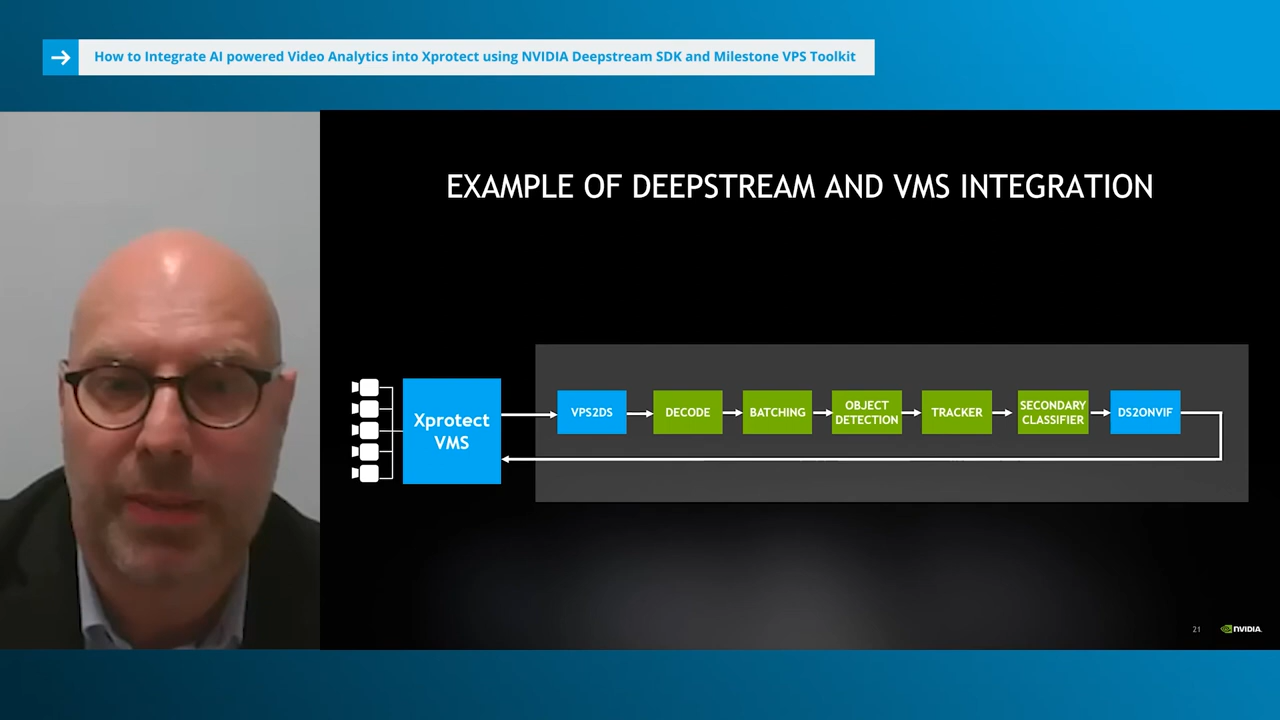 How to Integrate AI powered Video Analytics into Xprotect using NVIDIA Deepstream SDK and Milestone VPS Toolkit
EXAMPLE OF DEEPSTREAM AND VMS INTEGRATION
Xprotect
VMS
VPS2DS
DECODE
BATCHING
OBJECT
DETECTION
TRACKER
SECONDARY
CLASSIFIER
DS2ONVIF
21
NVIDIA.